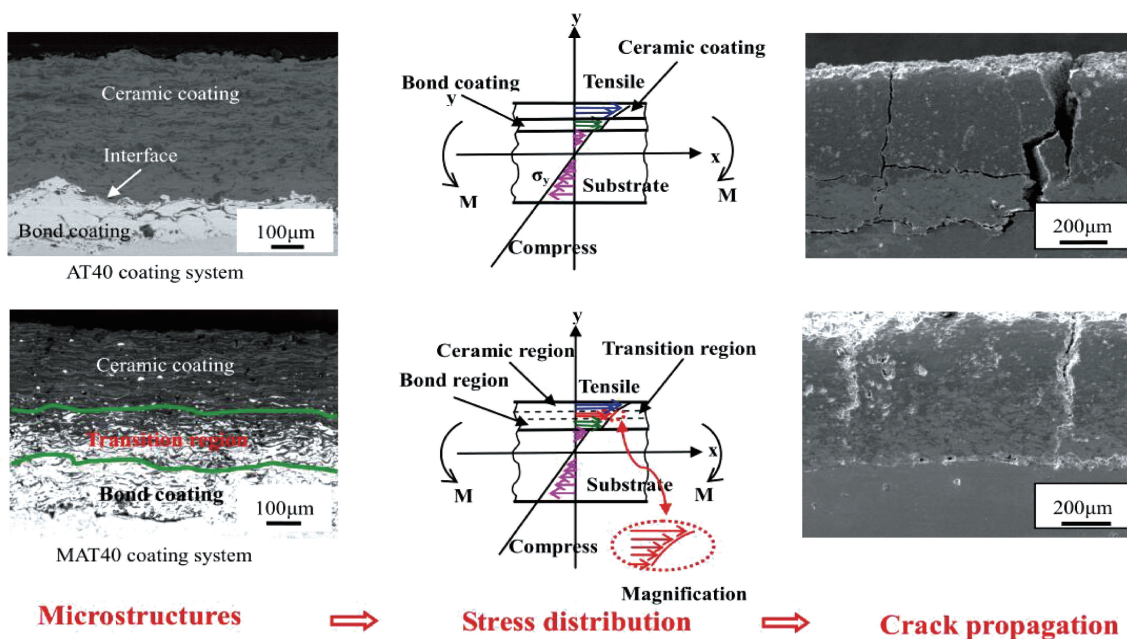 Ceramic coating
Interface
Bond coating
100μm
AT40 coating system
y
Ceramic coating
Tensile
Bond coating
y
x
σy
M
M
Substrate
Compress
200μm
Ceramic coating
Transition region
Bond coating
100μm
MAT40 coating system
y
Ceramic region
Transition region
Bond region
Tensile
x
M
M
Substrate
Compress
Magnification
200μm
Microstructures
Stress distribution
Crack propagation